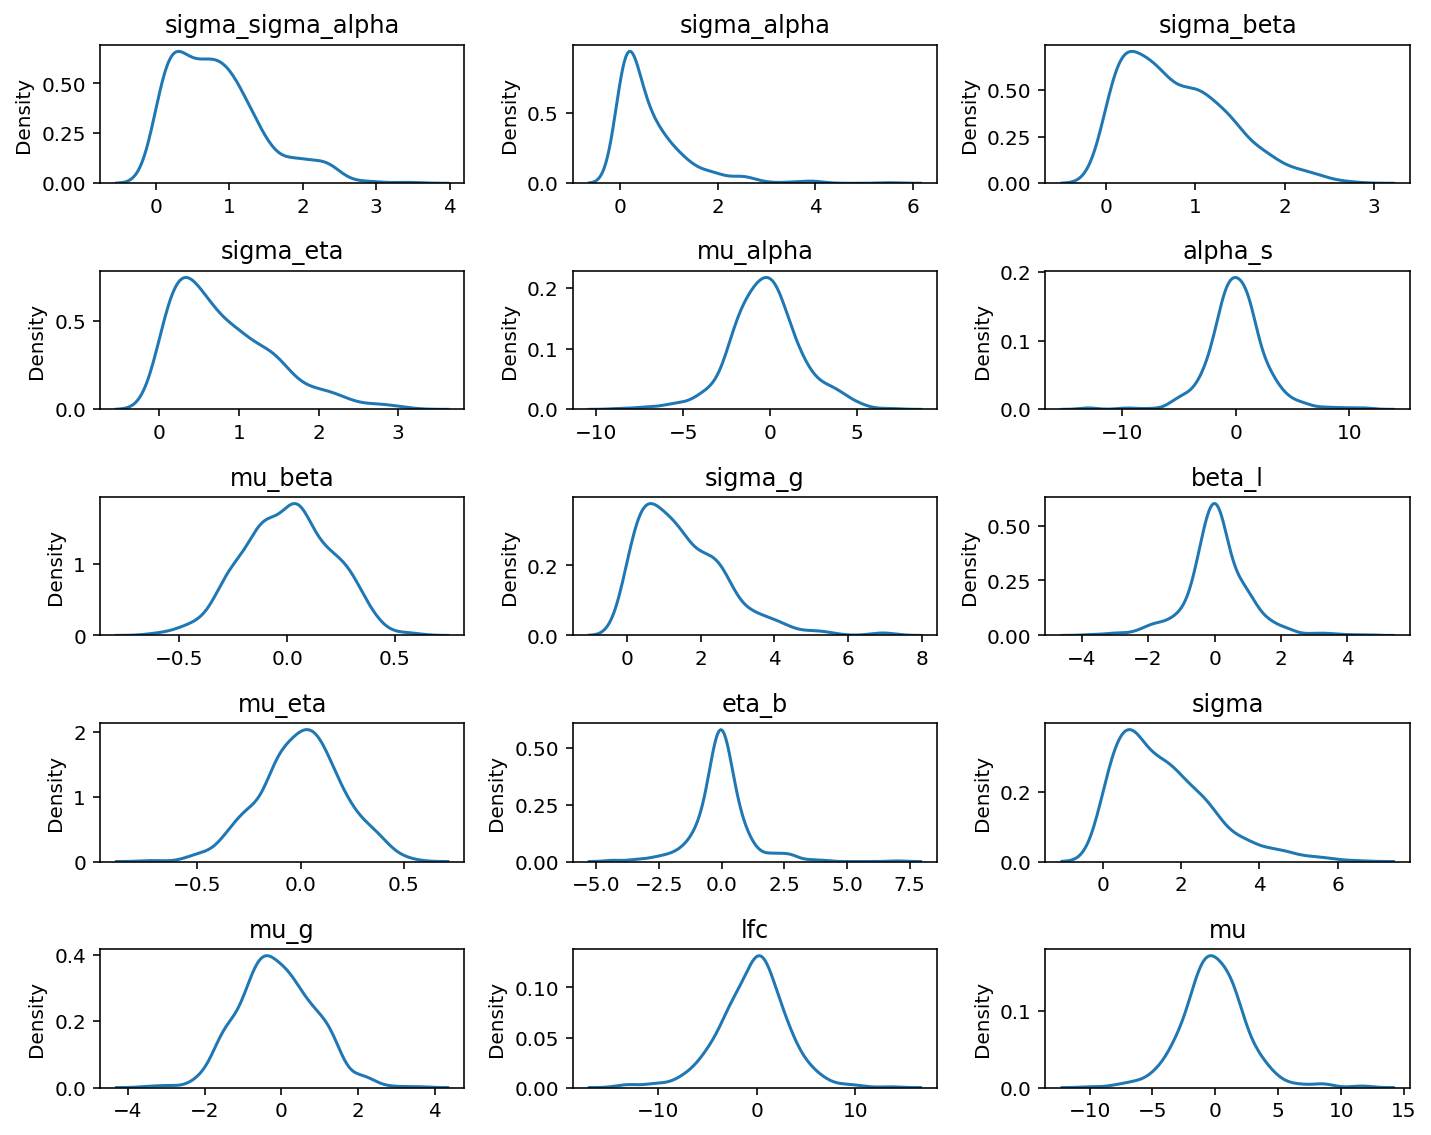 sigma_sigma_alpha
sigma_alpha
sigma_beta
Density
0.50
0.25
0.00
0 1 2 3 4
Density
0.5
0.0
0 2 4 6
Density
0.50
0.25
0.00
0 1 2 3
sigma_eta
mu_alpha
alpha_s
Density
0.5
0.0
0 1 2 3
Density
0.2
0.1
0.0
−10 −5 0 5
Density
0.2
0.1
0.0
−10 0 10
mu_beta
sigma_g
beta_l
Density
1
0
−0.5 0.0 0.5
Density
0.2
0.0
0 2 4 6 8
Density
0.50
0.25
0.00
−4 −2 0 2 4
mu_eta
eta_b
sigma
Density
2
1
0
−0.5 0.0 0.5
Density
0.50
0.25
0.00
−5.0 −2.5 0.0 2.5 5.0 7.5
Density
0.2
0.0
0 2 4 6
mu_g
lfc
mu
Density
0.4
0.2
0.0
−4 −2 0 2 4
Density
0.10
0.05
0.00
−10 0 10
Density
0.1
0.0
−10 −5 0 5 10 15